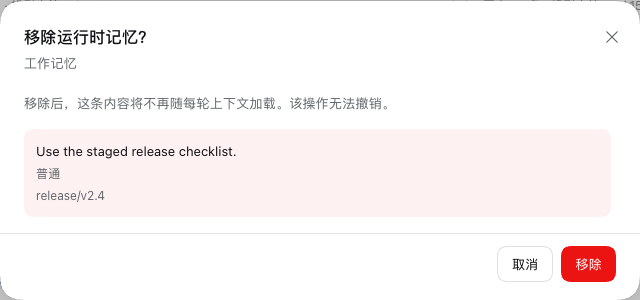 移除运行时记忆?
工作记忆
移除后，这条内容将不再随每轮上下文加载。该操作无法撤销。
Use the staged release checklist.
普通
release/v2.4
取消
移除